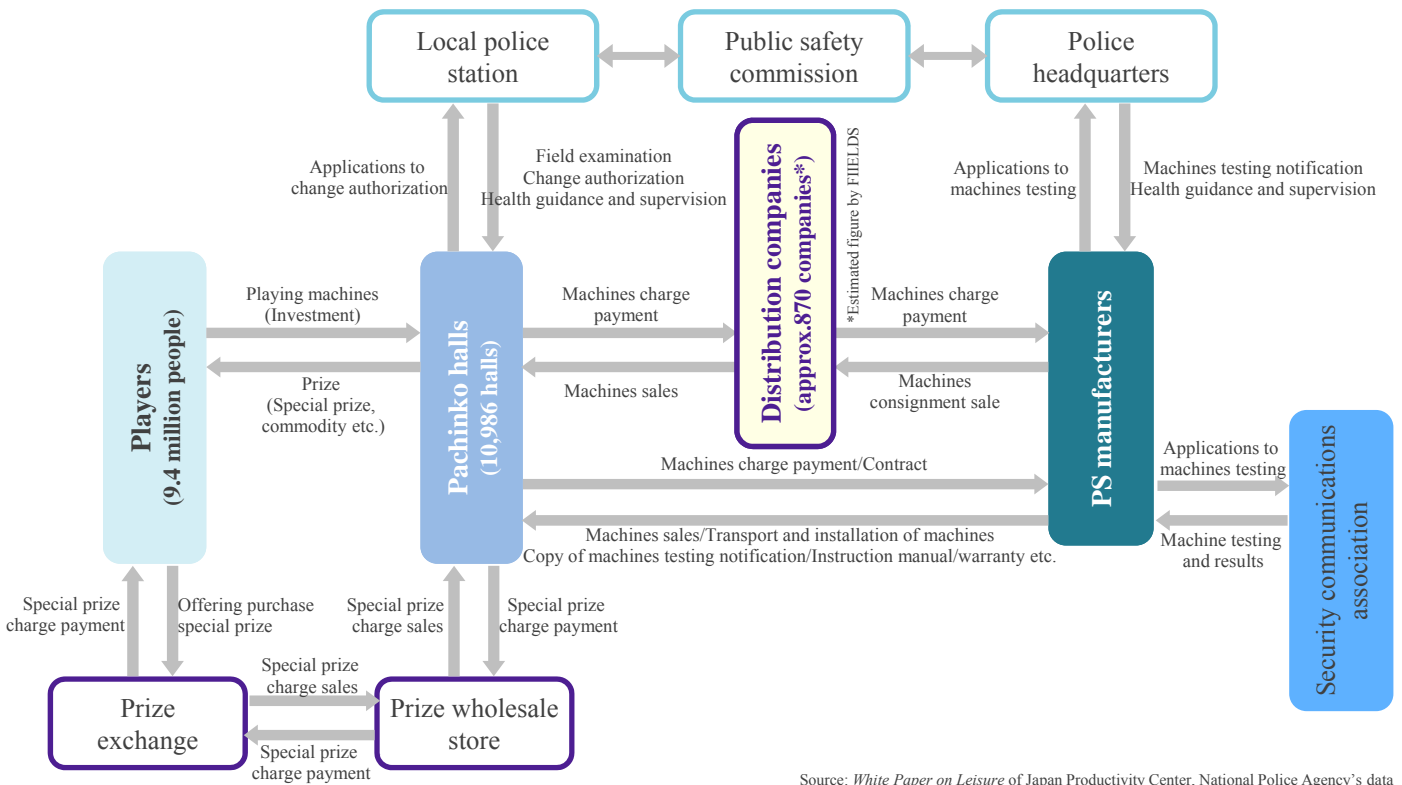 Local police
station
Public safety
commission
Police
headquarters
Applications to
change authorization
Field examination
Change authorization
Health guidance and supervision
Distribution companies
(approx.870 companies*)
*Estimated figure by FIIELDS
Applications to
machines testing
Machines testing notification
Health guidance and supervision
Players
(9.4 million people)
Playing machines
(Investment)
Prize
(Special prize,
commodity etc.)
Pachinko halls
(10,986 halls)
Machines charge
payment
Machines sales
Machines charge
payment
Machines
consignment sale
PS manufacturers
Machines charge payment/Contract
Machines sales/Transport and installation of machines
Copy of machines testing notification/Instruction manual/warranty etc.
Applications to
machines testing
Machine testing
and results
Security communications
association
Special prize
charge payment
Offering purchase
special prize
Special prize
charge sales
Special prize
charge payment
Prize
exchange
Special prize
charge sales
Special prize
charge payment
Prize wholesale
store
Source: White Paper on Leisure of Japan Productivity Center, National Police Agency's data